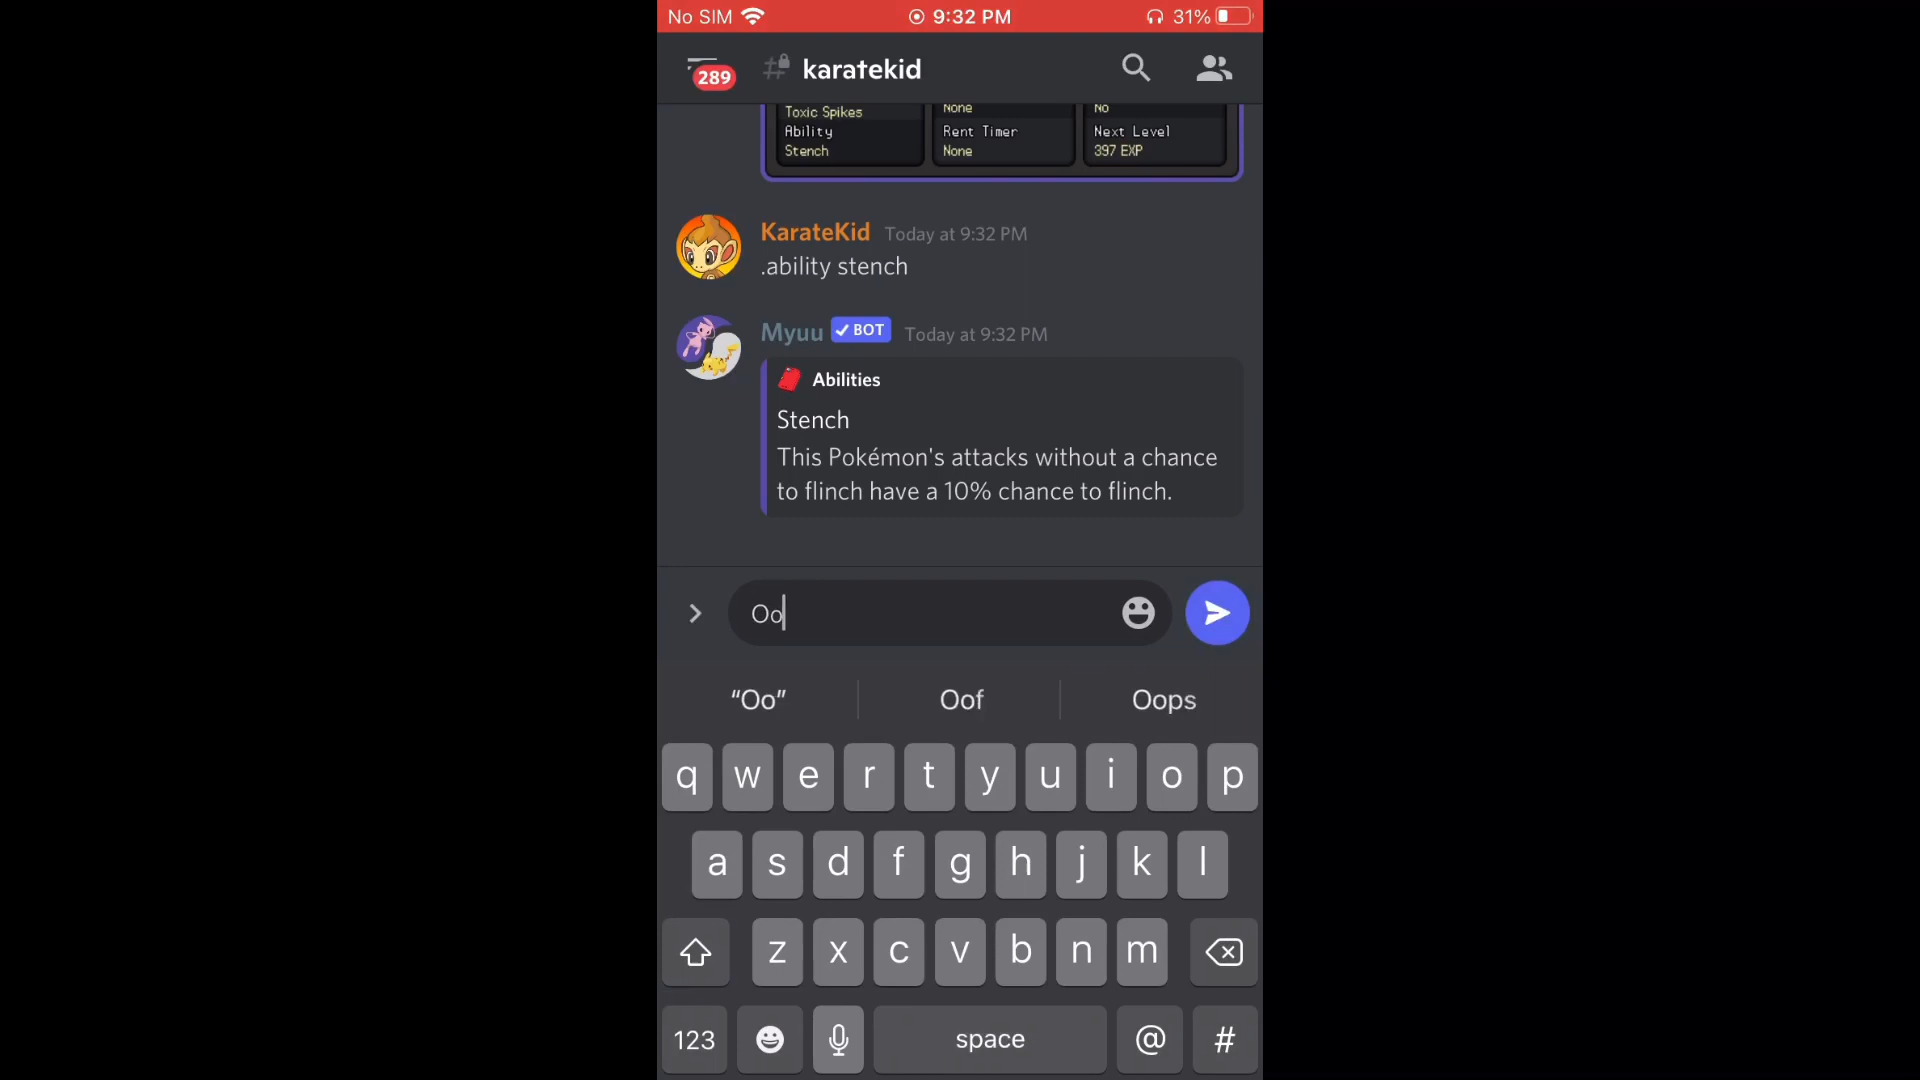 No SIM 9:32 PM 31%
289 # karatekid
Toxic Spikes None No
Ability Rent Timer Next Level
Stench None 397 EXP
KarateKid Today at 9:32 PM
.ability stench
Myuu BOT Today at 9:32 PM
Abilities
Stench
This Pokémon's attacks without a chance
to flinch have a 10% chance to flinch.
Oo
“Oo” Oof Oops
q w e r t y u i o p
a s d f g h j k l
z x c v b n m
123 space @ #